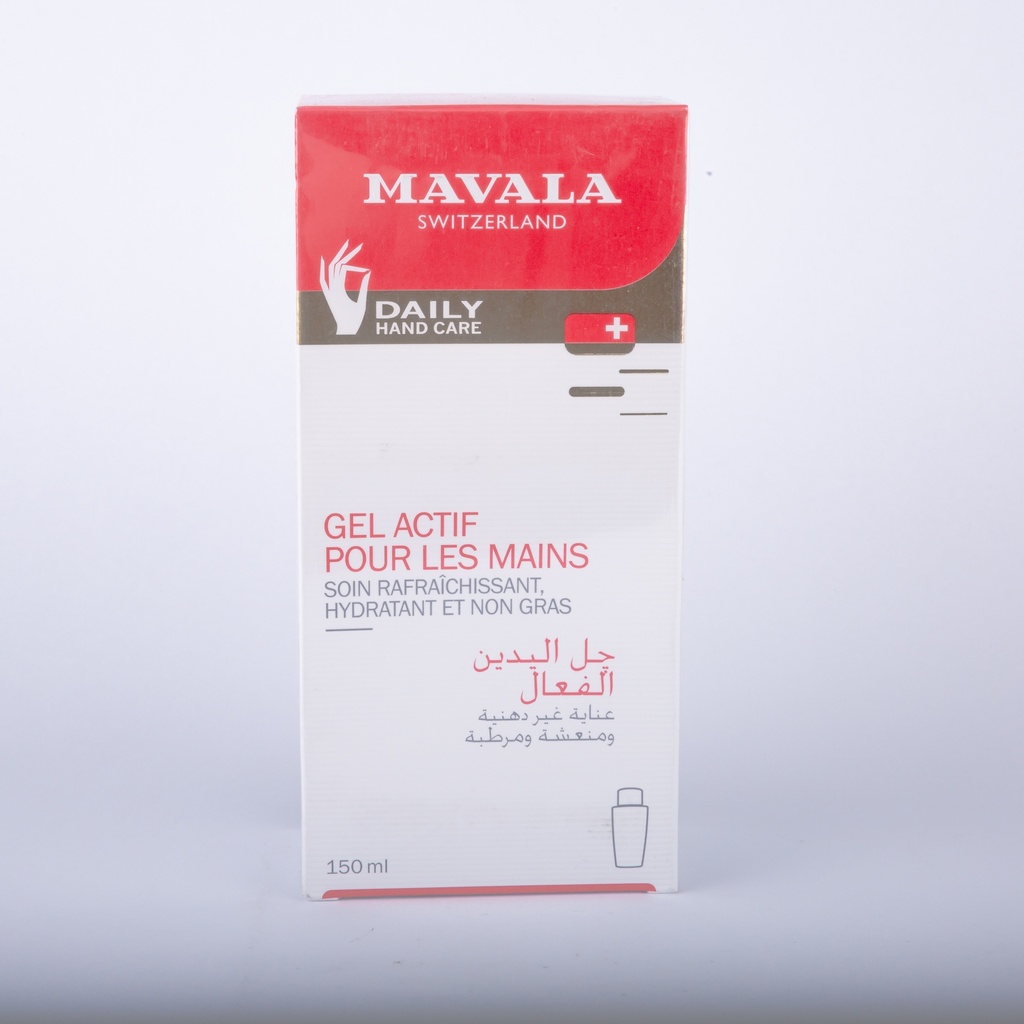 MAVALA
SWITZERLAND
DAILY
HAND CARE
GEL ACTIF
POUR LES MAINS
SOIN RAFRAÎCHISSANT,
HYDRATANT ET NON GRAS
چل اليدين
الفعال
عناية غير دهنية
ومنعشة ومرطبة
150 ml